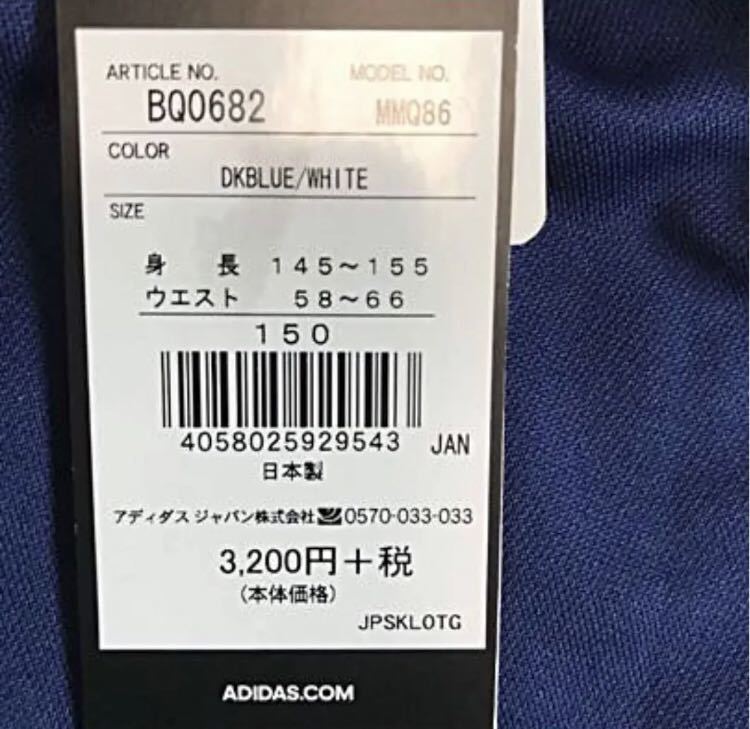 ARTICLE NO. MODEL NO.
BQ0682 MMQ86
COLOR
DKBLUE/WHITE
SIZE
身 長 145~155
ウエスト 58~66
150
4058025929543 JAN
日本製
アディダス ジャパン株式会社 0570-033-033
3,200円+税
(本体価格)
JPSKLOTG
ADIDAS.COM